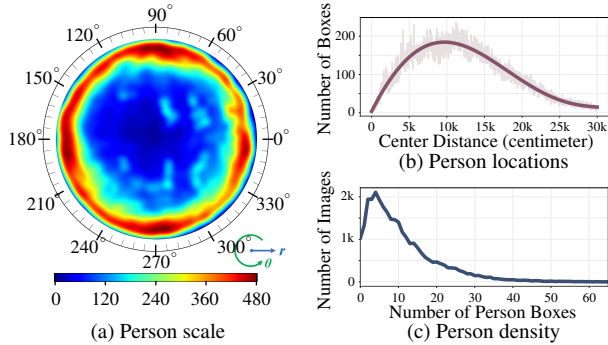 90°
120°
60°
150°
30°
180°
0°
210°
330°
240°
300°
270°
r
θ
0 120 240 360 480
(a) Person scale
Number of Boxes
200
100
0
0 5k 10k 15k 20k 25k 30k
Center Distance (centimeter)
(b) Person locations
Number of Images
2k
1k
0
0 10 20 30 40 50 60
Number of Person Boxes
(c) Person density